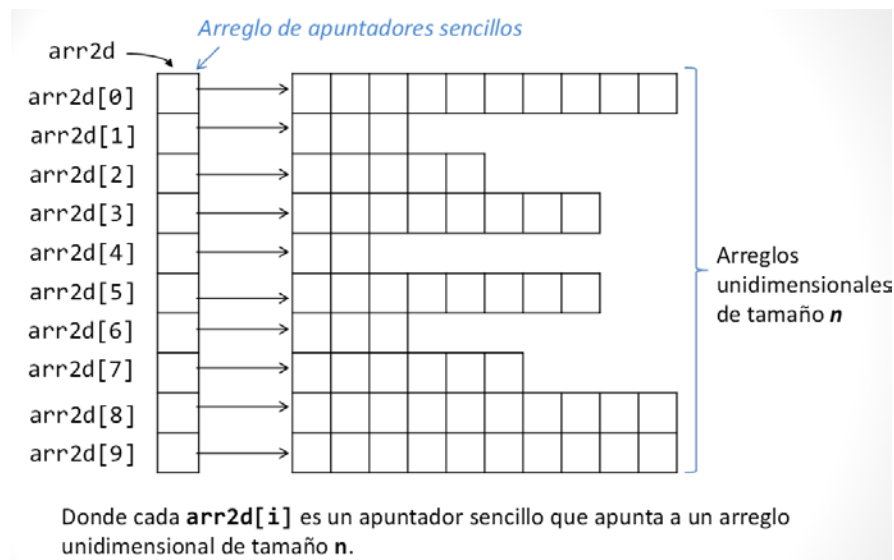 Arreglo de apuntadores sencillos
arr2d
arr2d[0]
arr2d[1]
arr2d[2]
arr2d[3]
arr2d[4]
arr2d[5]
arr2d[6]
arr2d[7]
arr2d[8]
arr2d[9]
Arreglos
unidimensionales
de tamaño n
Donde cada arr2d[i] es un apuntador sencillo que apunta a un arreglo
unidimensional de tamaño n.